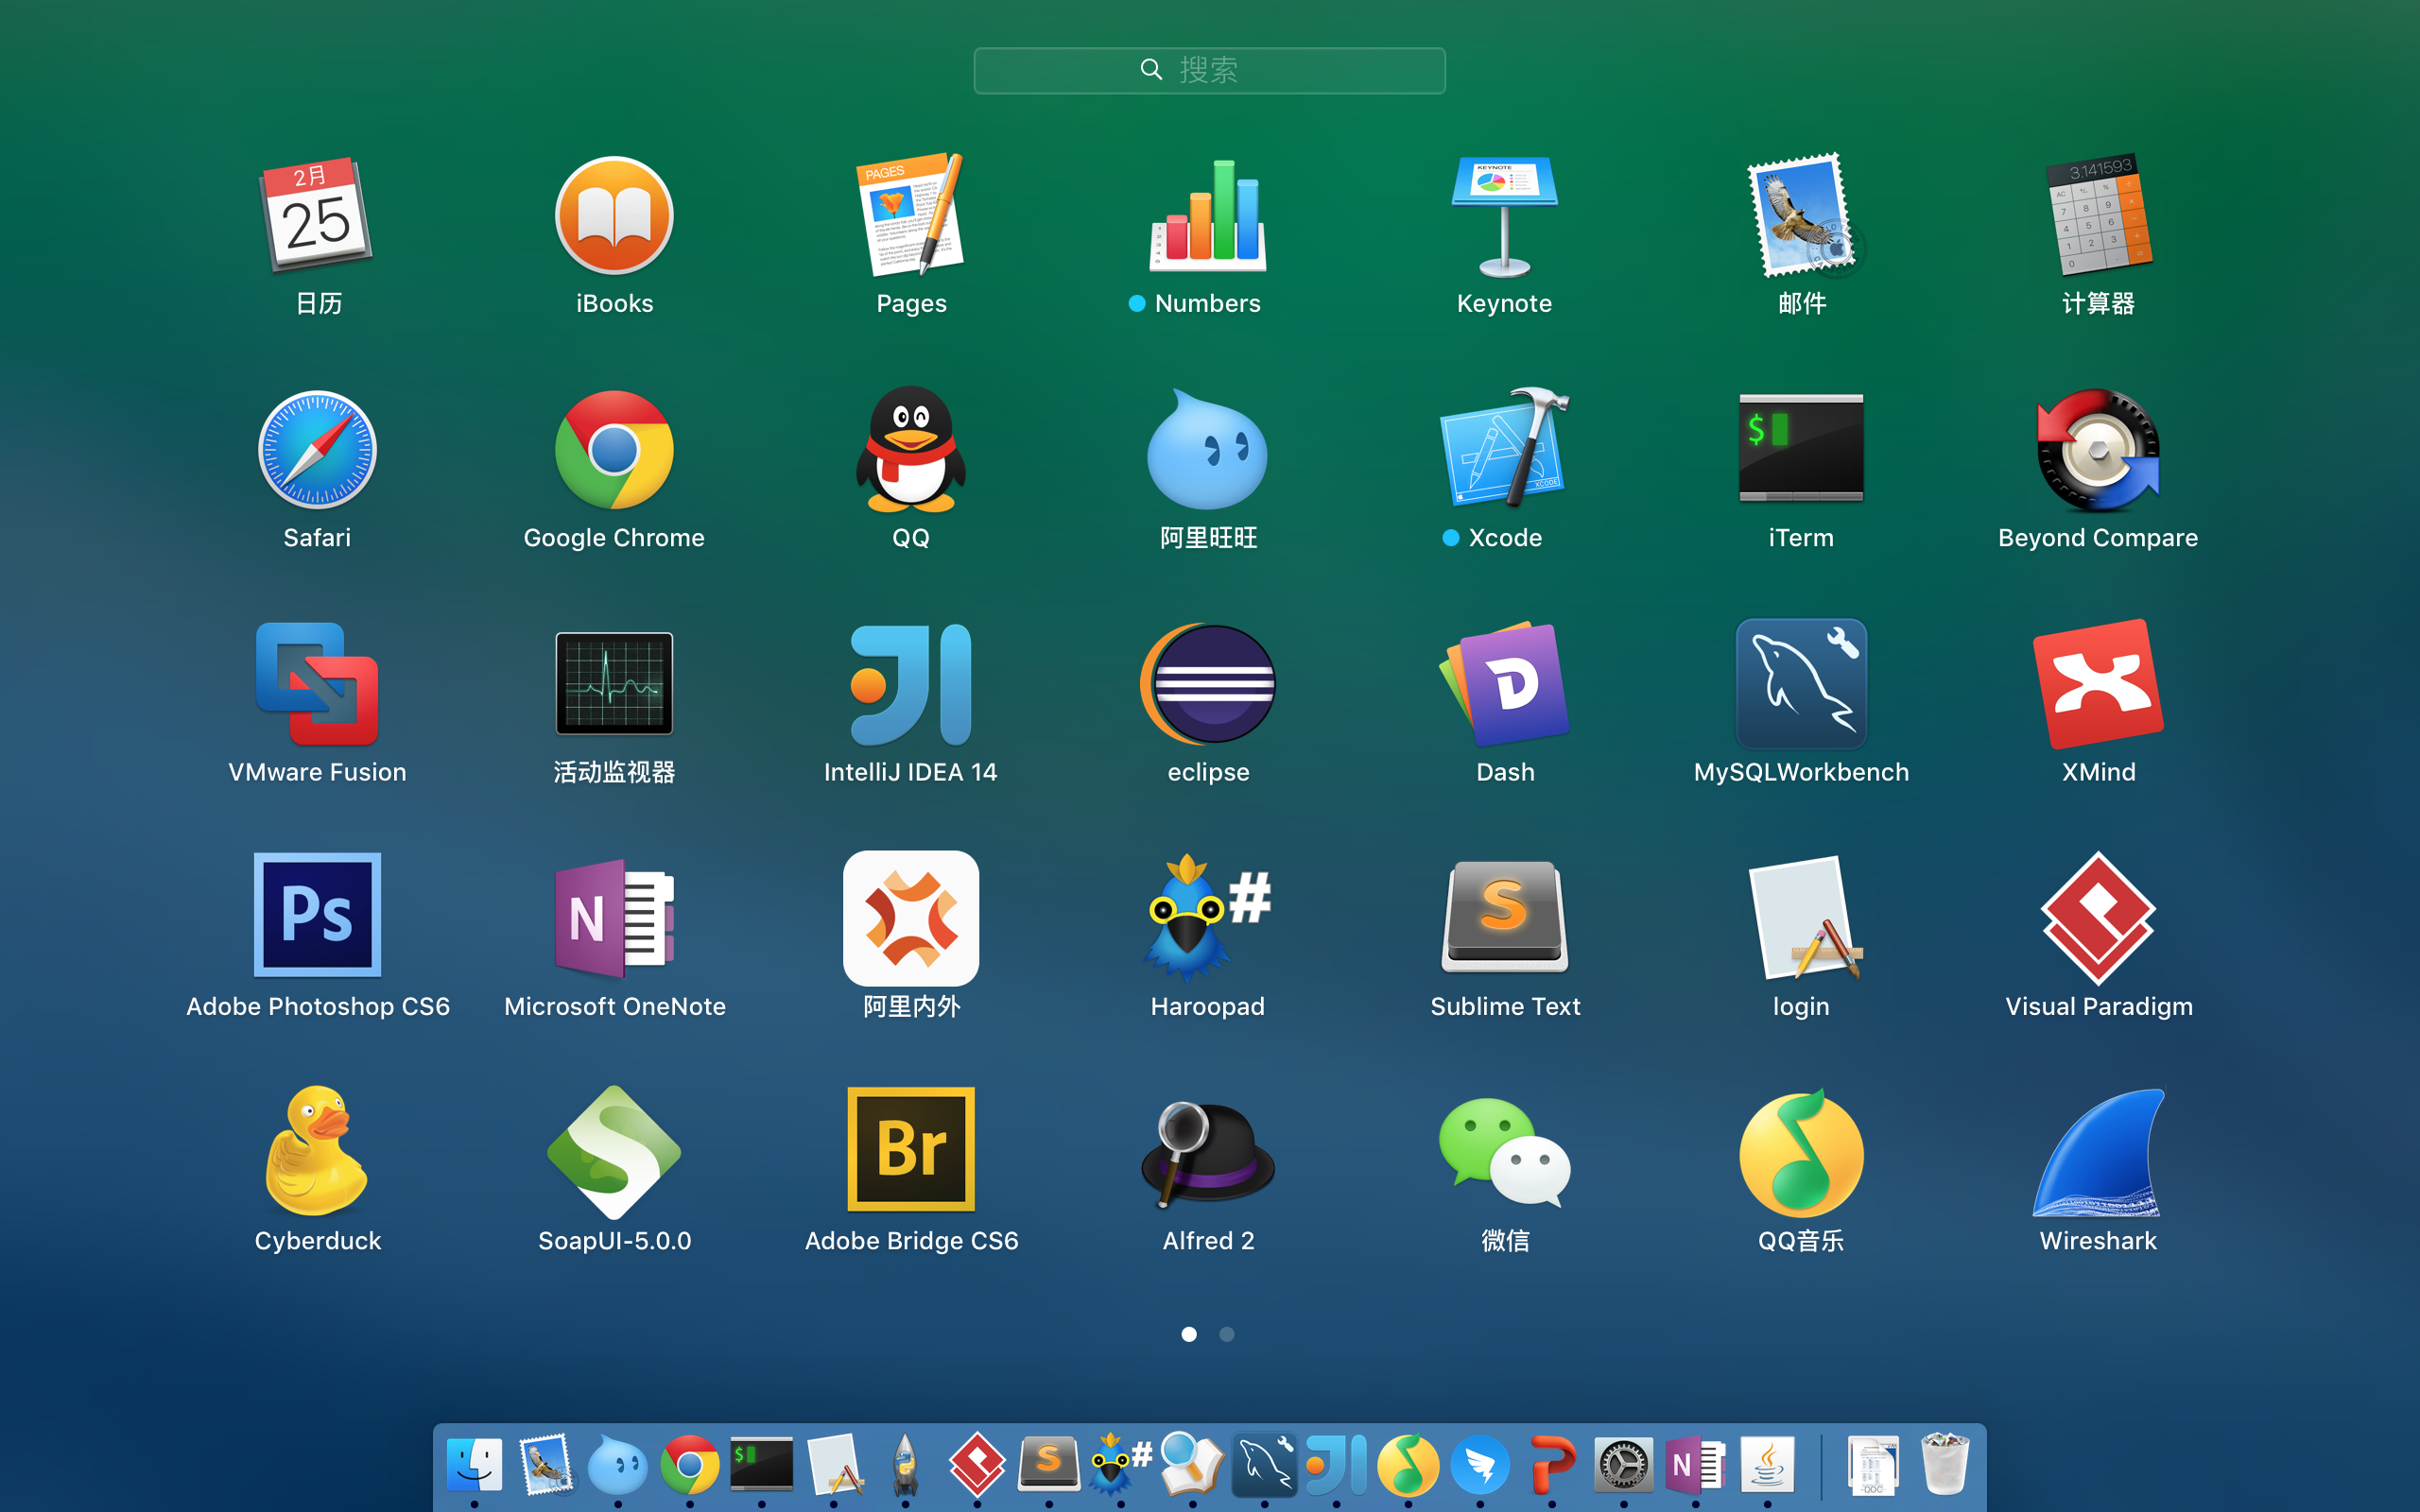 搜索
2月
25
PAGES
KEYNOTE
3.141593
日历
iBooks
Pages
Numbers
Keynote
邮件
计算器
$
XCODE
Safari
Google Chrome
QQ
阿里旺旺
Xcode
iTerm
Beyond Compare
D
VMware Fusion
活动监视器
IntelliJ IDEA 14
eclipse
Dash
MySQLWorkbench
XMind
Ps
N
#
S
Adobe Photoshop CS6
Microsoft OneNote
阿里内外
Haroopad
Sublime Text
login
Visual Paradigm
Br
Cyberduck
SoapUI-5.0.0
Adobe Bridge CS6
Alfred 2
微信
QQ音乐
Wireshark
$
S
#
N
DOC